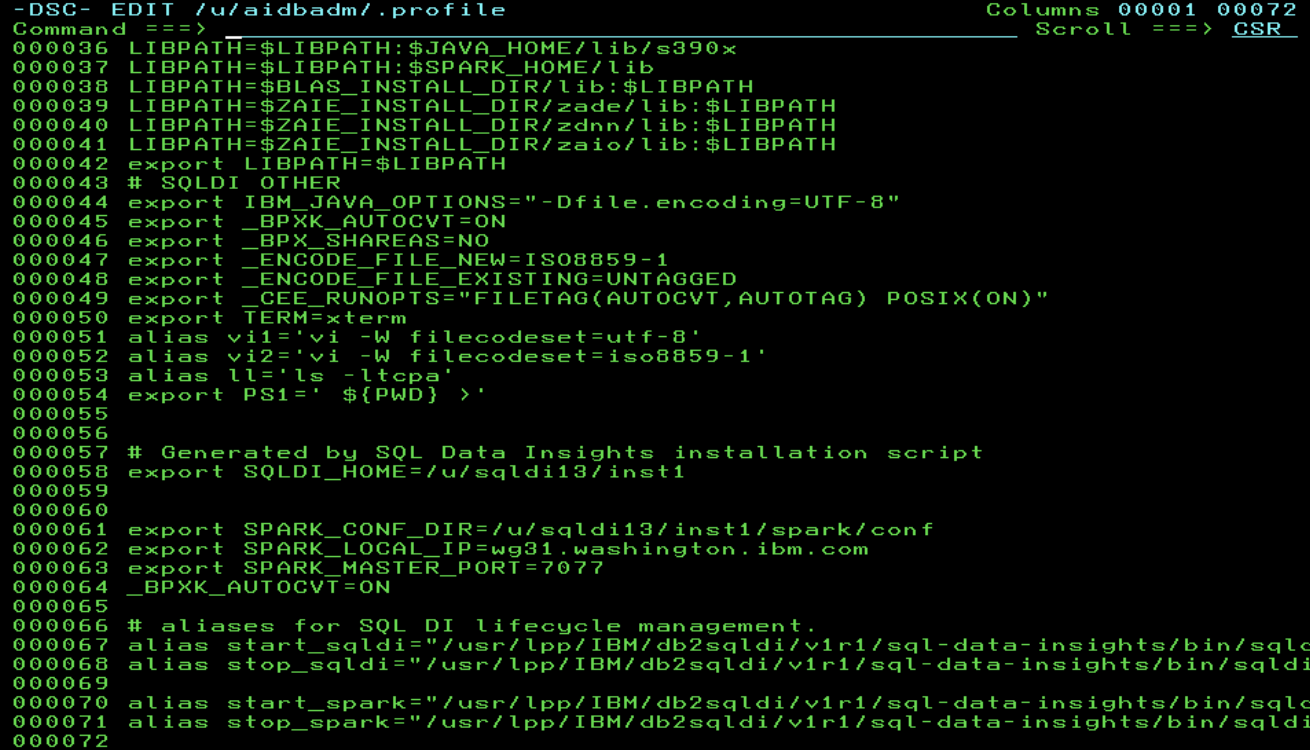 -DSC- EDIT /u/aidbadm/.profile Columns 00001 00072
Command ===> Scroll ===> CSR
000036 LIBPATH=$LIBPATH:$JAVA_HOME/lib/s390x
000037 LIBPATH=$LIBPATH:$SPARK_HOME/lib
000038 LIBPATH=$BLAS_INSTALL_DIR/lib:$LIBPATH
000039 LIBPATH=$ZAIE_INSTALL_DIR/zade/lib:$LIBPATH
000040 LIBPATH=$ZAIE_INSTALL_DIR/zdnn/lib:$LIBPATH
000041 LIBPATH=$ZAIE_INSTALL_DIR/zaio/lib:$LIBPATH
000042 export LIBPATH=$LIBPATH
000043 # SQLDI OTHER
000044 export IBM_JAVA_OPTIONS="-Dfile.encoding=UTF-8"
000045 export _BPXK_AUTOCVT=ON
000046 export _BPX_SHAREAS=NO
000047 export _ENCODE_FILE_NEW=ISO8859-1
000048 export _ENCODE_FILE_EXISTING=UNTAGGED
000049 export _CEE_RUNOPTS="FILETAG(AUTOCVT,AUTOTAG) POSIX(ON)"
000050 export TERM=xterm
000051 alias vi1='vi -W filecodeset=utf-8'
000052 alias vi2='vi -W filecodeset=iso8859-1'
000053 alias ll='ls -ltcpa'
000054 export PS1=' ${PWD} >'
000055
000056
000057 # Generated by SQL Data Insights installation script
000058 export SQLDI_HOME=/u/sqldi13/inst1
000059
000060
000061 export SPARK_CONF_DIR=/u/sqldi13/inst1/spark/conf
000062 export SPARK_LOCAL_IP=wg31.washington.ibm.com
000063 export SPARK_MASTER_PORT=7077
000064 _BPXK_AUTOCVT=ON
000065
000066 # aliases for SQL DI lifecycle management.
000067 alias start_sqldi="/usr/lpp/IBM/db2sqldi/v1r1/sql-data-insights/bin/sqld
000068 alias stop_sqldi="/usr/lpp/IBM/db2sqldi/v1r1/sql-data-insights/bin/sqldi
000069
000070 alias start_spark="/usr/lpp/IBM/db2sqldi/v1r1/sql-data-insights/bin/sqld
000071 alias stop_spark="/usr/lpp/IBM/db2sqldi/v1r1/sql-data-insights/bin/sqldi
000072